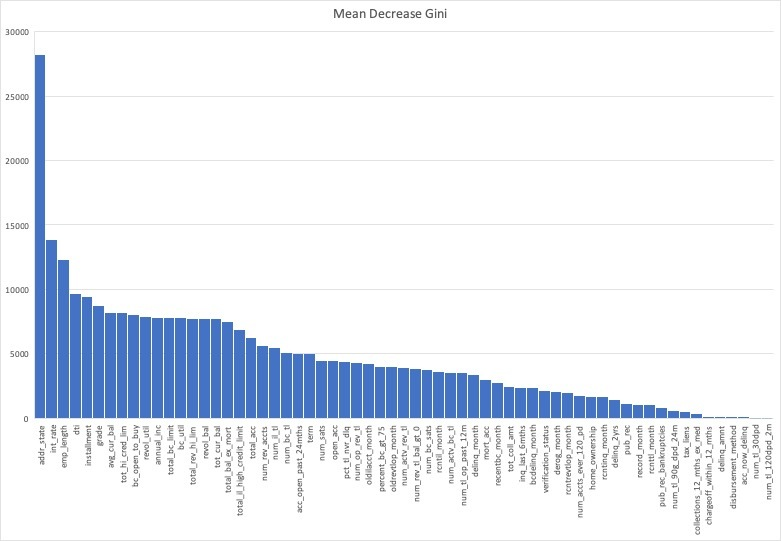 Mean Decrease Gini
30000
25000
20000
15000
10000
5000
0
addr_state
int_rate
emp_length
dti
installment
grade
avg_cur_bal
tot_hi_cred_lim
bc_open_to_buy
revol_util
annual_inc
total_bc_limit
bc_util
total_rev_hi_lim
revol_bal
tot_cur_bal
total_bal_ex_mort
total_il_high_credit_limit
total_acc
num_rev_accts
num_il_tl
num_bc_tl
acc_open_past_24mths
term
num_sats
open_acc
pct_tl_nvr_dlq
num_op_rev_tl
oldilacct_month
percent_bc_gt_75
oldrevtlop_month
num_actv_rev_tl
num_rev_tl_bal_gt_0
num_bc_sats
rcntil_month
num_actv_bc_tl
num_tl_op_past_12m
delinq_month
mort_acc
recentbc_month
tot_coll_amt
inq_last_6mths
bcdelinq_month
verification_status
derog_month
rcntrevtlop_month
num_accts_ever_120_pd
home_ownership
rcntinq_month
delinq_2yrs
pub_rec
record_month
rcnttl_month
pub_rec_bankruptcies
num_tl_90g_dpd_24m
tax_liens
collections_12_mths_ex_med
chargeoff_within_12_mths
delinq_amnt
disbursement_method
acc_now_delinq
num_tl_30dpd
num_tl_120dpd_2m